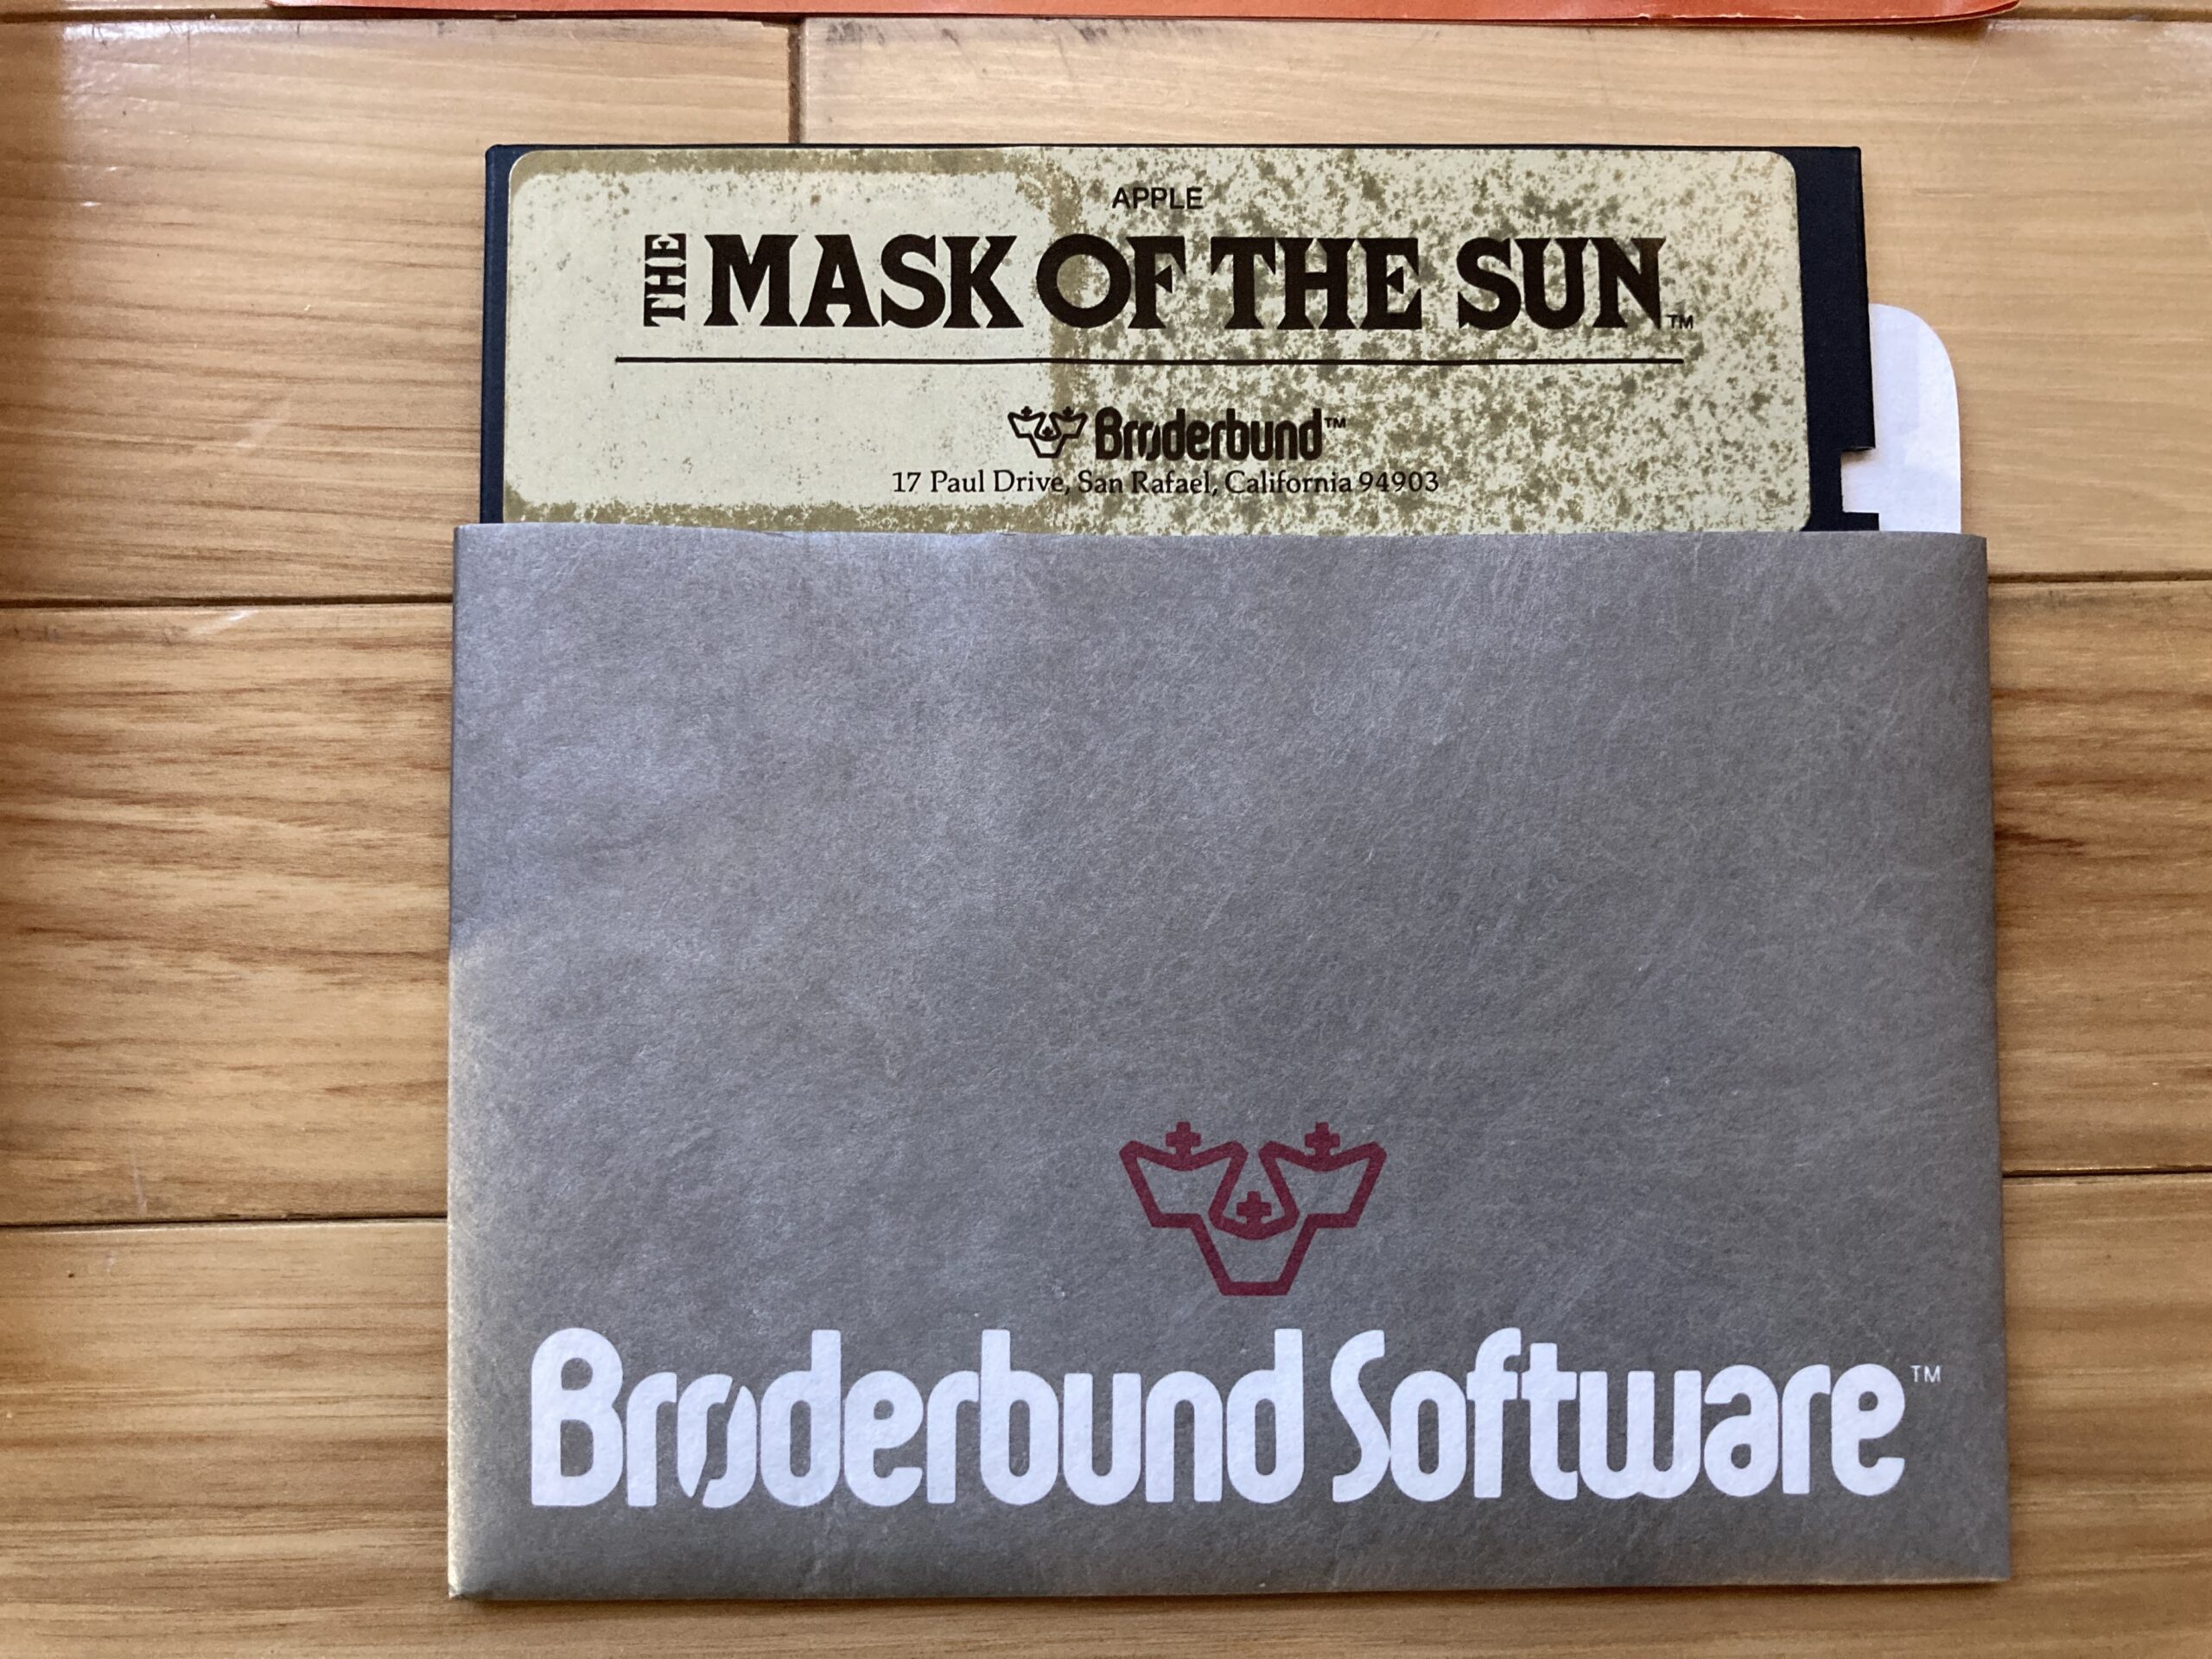 APPLE
THE MASK OF THE SUN™
Brøderbund™
17 Paul Drive, San Rafael, California 94903
Brøderbund Software™